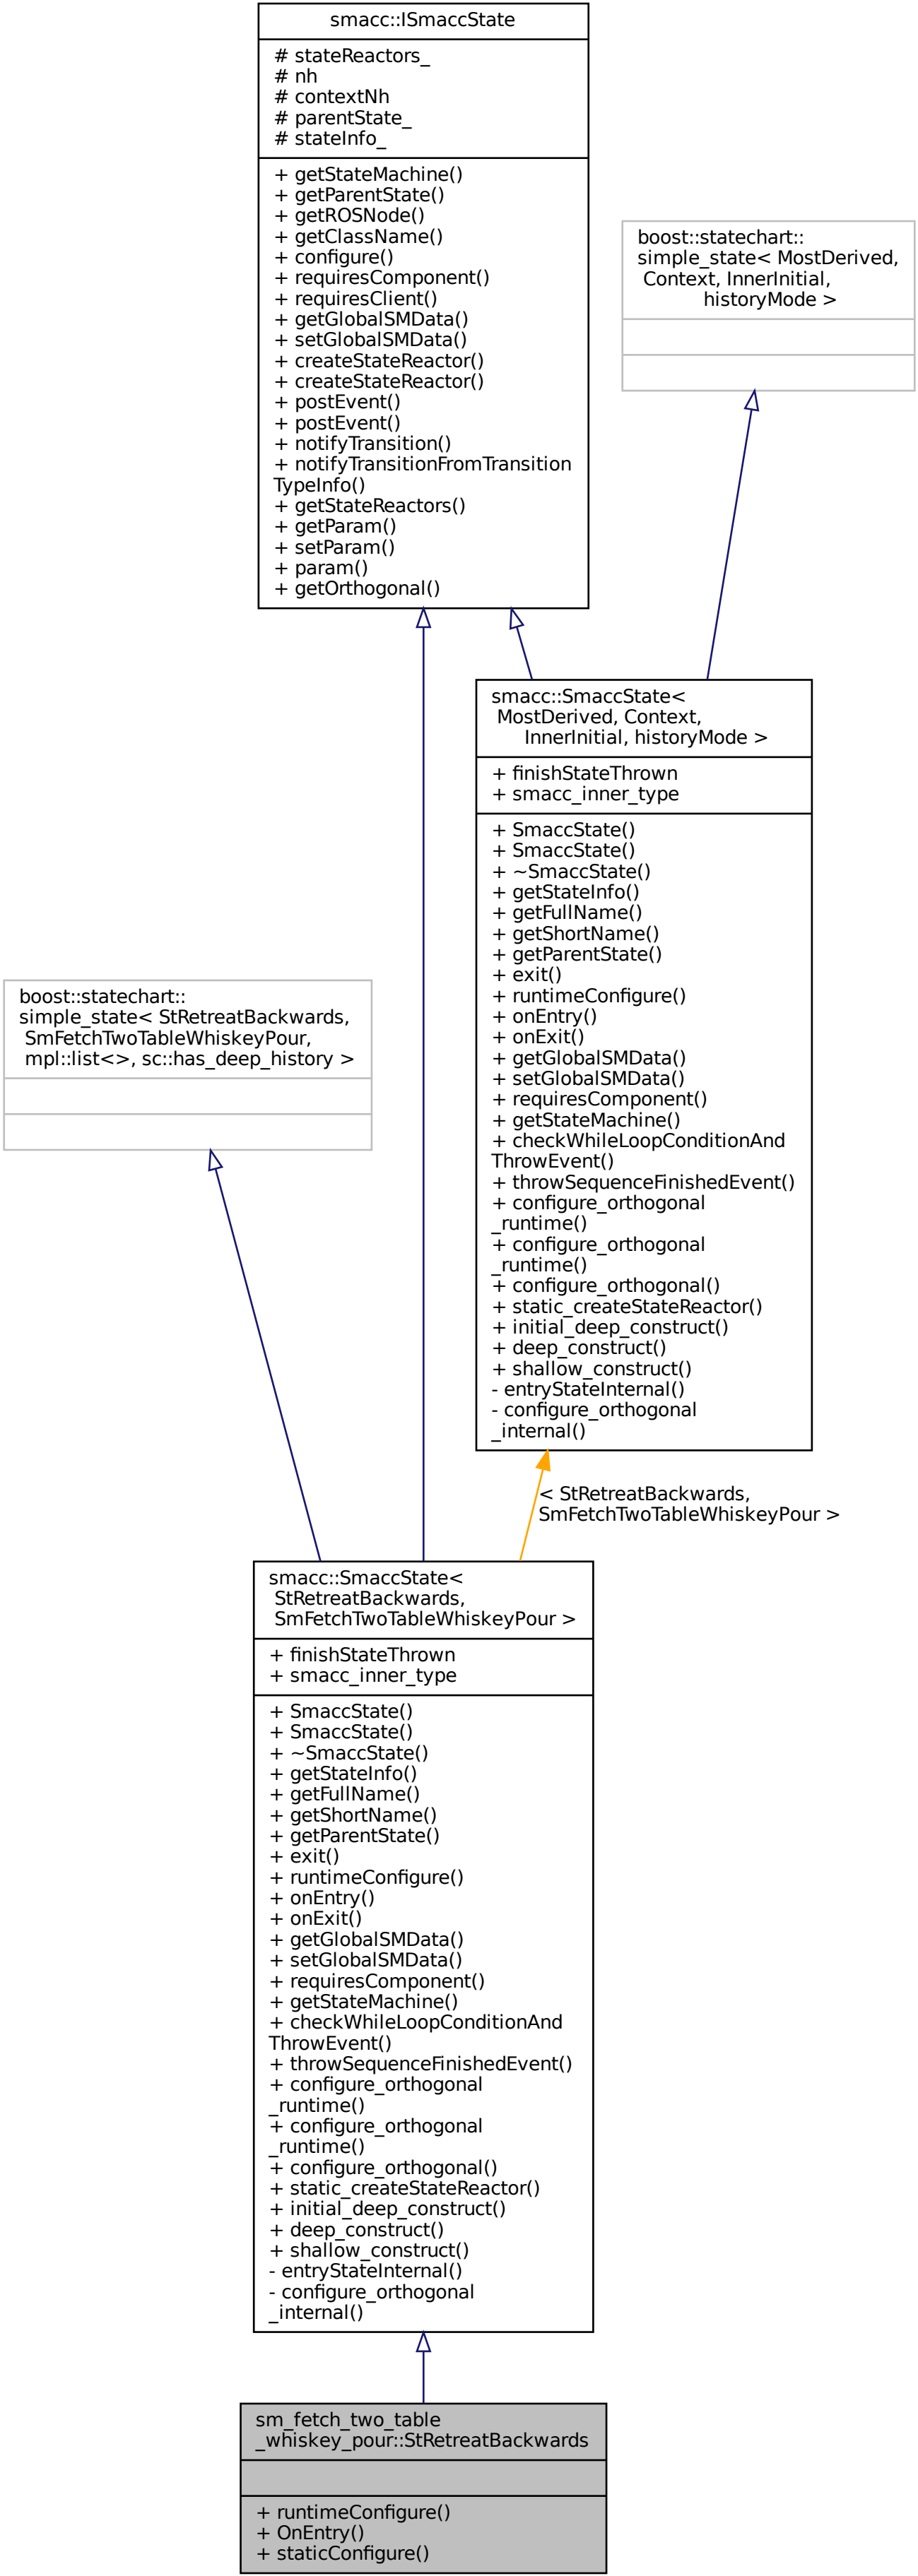 smacc::ISmaccState
# stateReactors_
# nh
# contextNh
# parentState_
# stateInfo_
+ getStateMachine()
+ getParentState()
+ getROSNode()
+ getClassName()
+ configure()
+ requiresComponent()
+ requiresClient()
+ getGlobalSMData()
+ setGlobalSMData()
+ createStateReactor()
+ createStateReactor()
+ postEvent()
+ postEvent()
+ notifyTransition()
+ notifyTransitionFromTransition
TypeInfo()
+ getStateReactors()
+ getParam()
+ setParam()
+ param()
+ getOrthogonal()
boost::statechart::
simple_state< MostDerived,
Context, InnerInitial,
historyMode >
smacc::SmaccState<
MostDerived, Context,
InnerInitial, historyMode >
+ finishStateThrown
+ smacc_inner_type
+ SmaccState()
+ SmaccState()
+ ~SmaccState()
+ getStateInfo()
+ getFullName()
+ getShortName()
+ getParentState()
+ exit()
+ runtimeConfigure()
+ onEntry()
+ onExit()
+ getGlobalSMData()
+ setGlobalSMData()
+ requiresComponent()
+ getStateMachine()
+ checkWhileLoopConditionAnd
ThrowEvent()
+ throwSequenceFinishedEvent()
+ configure_orthogonal
_runtime()
+ configure_orthogonal
_runtime()
+ configure_orthogonal()
+ static_createStateReactor()
+ initial_deep_construct()
+ deep_construct()
+ shallow_construct()
- entryStateInternal()
- configure_orthogonal
_internal()
boost::statechart::
simple_state< StRetreatBackwards,
SmFetchTwoTableWhiskeyPour,
mpl::list<>, sc::has_deep_history >
< StRetreatBackwards,
SmFetchTwoTableWhiskeyPour >
smacc::SmaccState<
StRetreatBackwards,
SmFetchTwoTableWhiskeyPour >
+ finishStateThrown
+ smacc_inner_type
+ SmaccState()
+ SmaccState()
+ ~SmaccState()
+ getStateInfo()
+ getFullName()
+ getShortName()
+ getParentState()
+ exit()
+ runtimeConfigure()
+ onEntry()
+ onExit()
+ getGlobalSMData()
+ setGlobalSMData()
+ requiresComponent()
+ getStateMachine()
+ checkWhileLoopConditionAnd
ThrowEvent()
+ throwSequenceFinishedEvent()
+ configure_orthogonal
_runtime()
+ configure_orthogonal
_runtime()
+ configure_orthogonal()
+ static_createStateReactor()
+ initial_deep_construct()
+ deep_construct()
+ shallow_construct()
- entryStateInternal()
- configure_orthogonal
_internal()
sm_fetch_two_table
_whiskey_pour::StRetreatBackwards
+ runtimeConfigure()
+ OnEntry()
+ staticConfigure()